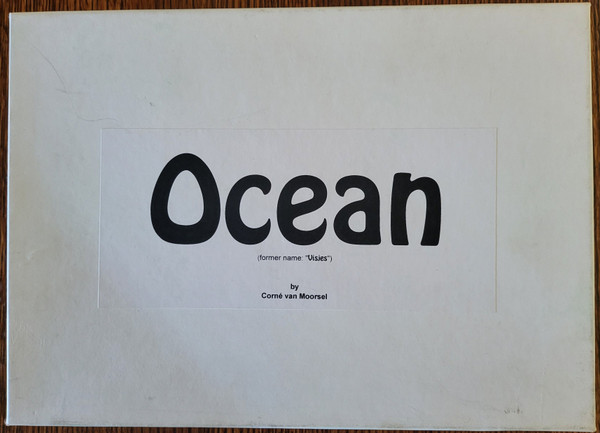 Ocean
(former name: "Visjes")
by
Corné van Moorsel